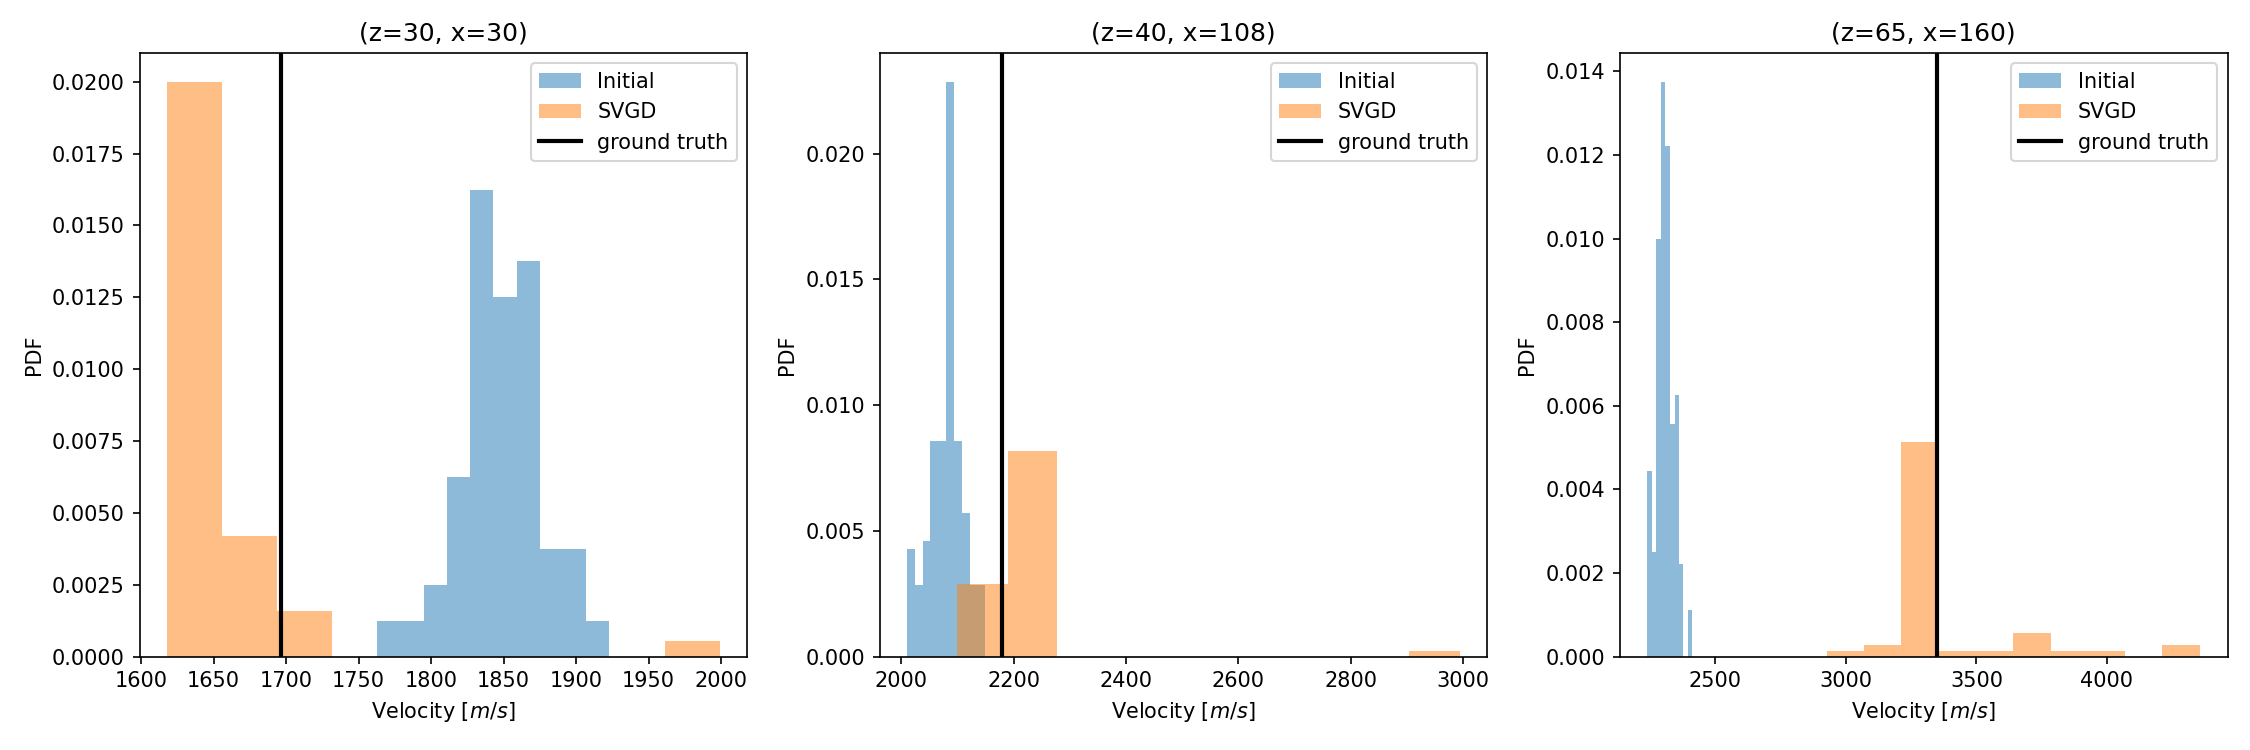 (z=30, x=30)
0.0200
0.0175
0.0150
0.0125
0.0100
0.0075
0.0050
0.0025
0.0000
PDF
1600 1650 1700 1750 1800 1850 1900 1950 2000
Velocity [m/s]
Initial
SVGD
ground truth
(z=40, x=108)
0.020
0.015
0.010
0.005
0.000
PDF
2000 2200 2400 2600 2800 3000
Velocity [m/s]
Initial
SVGD
ground truth
(z=65, x=160)
0.014
0.012
0.010
0.008
0.006
0.004
0.002
0.000
PDF
2500 3000 3500 4000
Velocity [m/s]
Initial
SVGD
ground truth